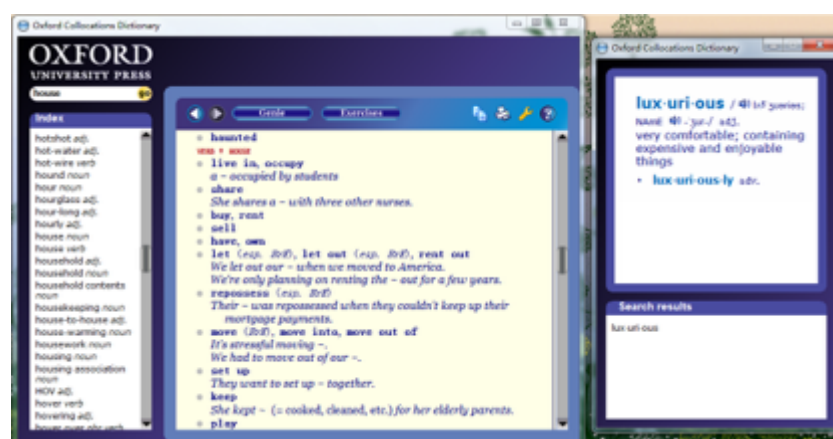 Oxford Collocations Dictionary
OXFORD
UNIVERSITY PRESS
house
go
Index
hotshot adj.
hot-water adj.
hot-wire verb
hound noun
hour noun
hourglass adj.
hour-long adj.
hourly adj.
house noun
house verb
household adj.
household noun
household contents
noun
housekeeping noun
house-to-house adj.
house-warming noun
housework noun
housing noun
housing association
noun
HOV adj.
hover verb
hovering adj.
hover over sb/sth verb
Genie
Exercises
haunted
VERB + HOUSE
live in, occupy
a ~ occupied by students
share
She shares a ~ with three other nurses.
buy, rent
sell
have, own
let (esp. BrE), let out (esp. BrE), rent out
We let out our ~ when we moved to America.
We're only planning on renting the ~ out for a few years.
repossess (esp. BrE)
Their ~ was repossessed when they couldn't keep up their
mortgage payments.
move (BrE), move into, move out of
It's stressful moving ~.
We had to move out of our ~.
set up
They want to set up ~ together.
keep
She kept ~ (= cooked, cleaned, etc.) for her elderly parents.
play
Oxford Collocations Dictionary
lux·uri·ous /
NAmE / adj.
very comfortable; containing
expensive and enjoyable
things
• lux·uri·ous·ly adv.
Search results
lux·uri·ous